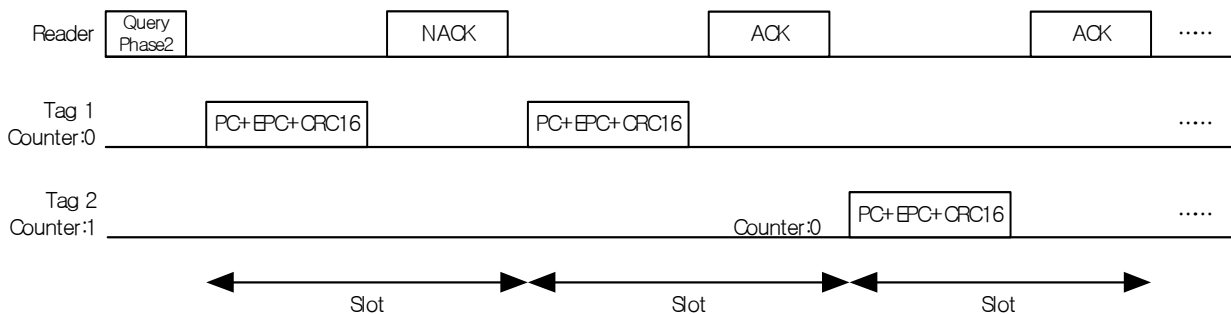 Reader
Query
Phase2
NACK
ACK
ACK
.....
Tag 1
Counter:0
PC+EPC+CRC16
PC+EPC+CRC16
.....
Tag 2
Counter:1
Counter:0
PC+EPC+CRC16
.....
Slot
Slot
Slot